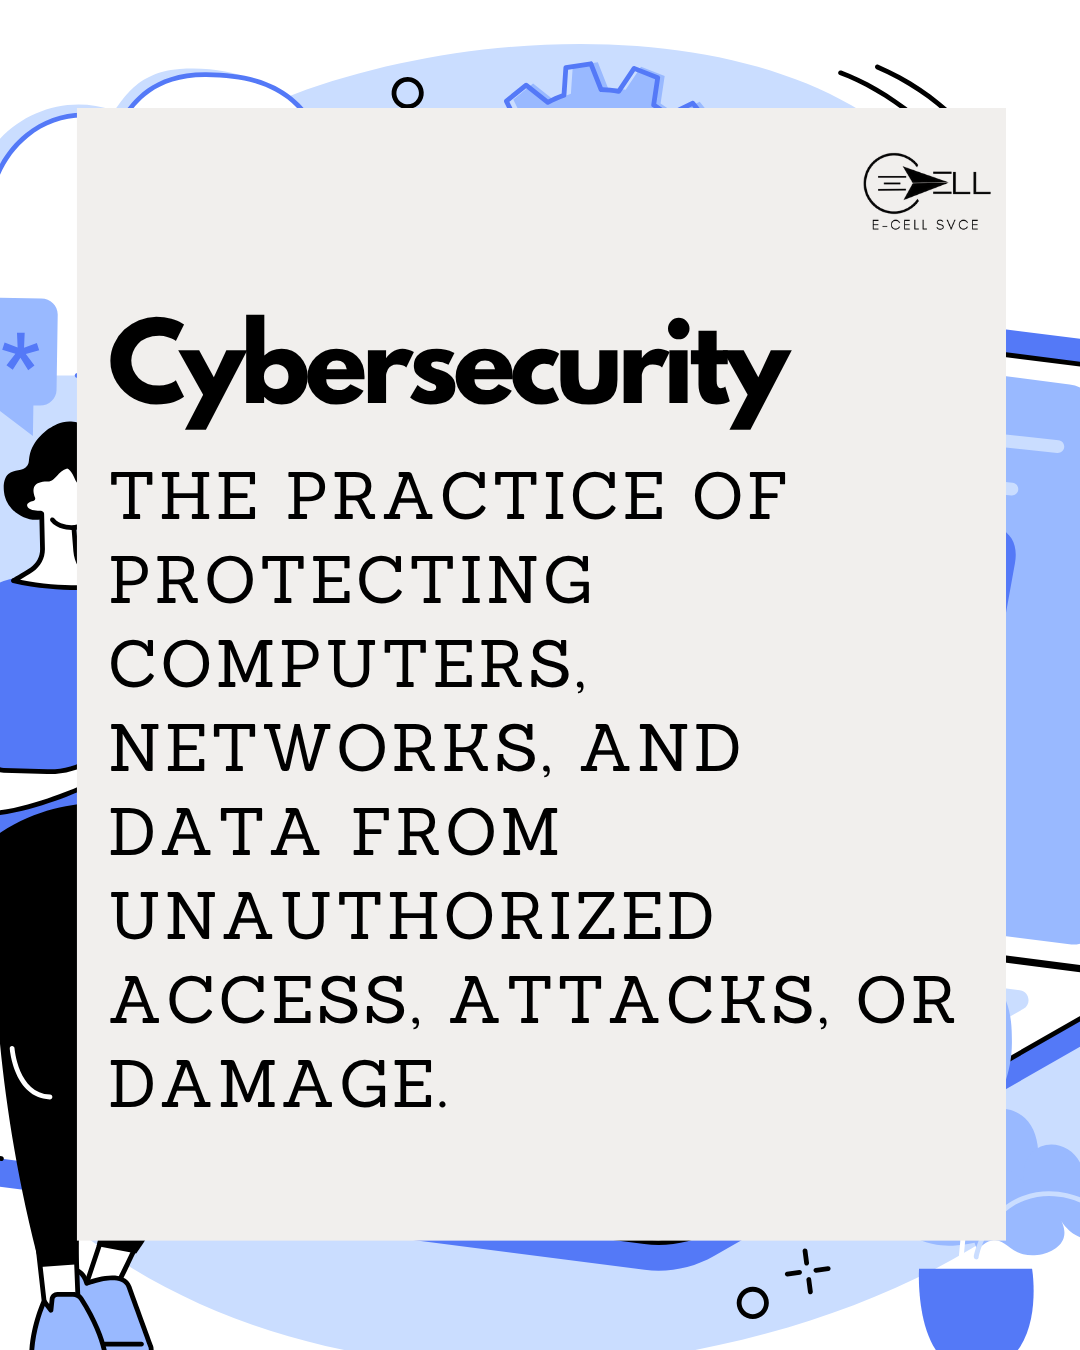 ELL
E-CELL SVCE
*
Cybersecurity
THE PRACTICE OF
PROTECTING
COMPUTERS,
NETWORKS, AND
DATA FROM
UNAUTHORIZED
ACCESS, ATTACKS, OR
DAMAGE.